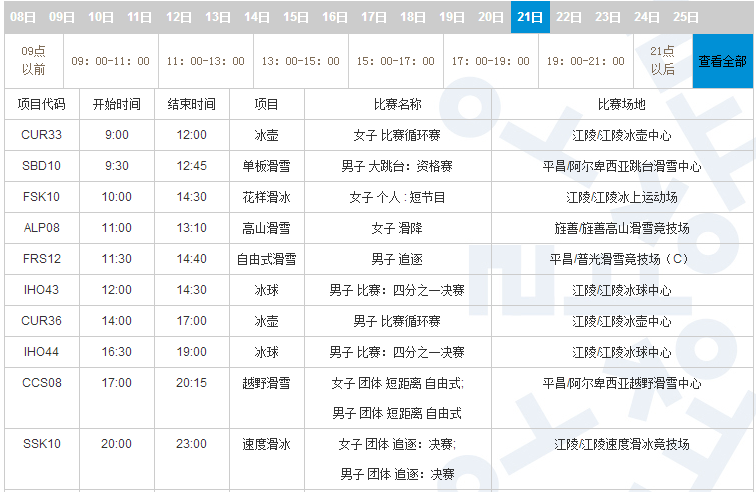 08日 09日 10日 11日 12日 13日 14日 15日 16日 17日 18日 19日 20日 21日 22日 23日 24日 25日
09点以前 09：00-11：00 11：00-13：00 13：00-15：00 15：00-17：00 17：00-19：00 19：00-21：00 21点以后 查看全部
项目代码 开始时间 结束时间 项目 比赛名称 比赛场地
CUR33 9:00 12:00 冰壶 女子 比赛循环赛 江陵/江陵冰壶中心
SBD10 9:30 12:45 单板滑雪 男子 大跳台：资格赛 平昌/阿尔卑西亚跳台滑雪中心
FSK10 10:00 14:30 花样滑冰 女子 个人 : 短节目 江陵/江陵冰上运动场
ALP08 11:00 13:10 高山滑雪 女子 滑降 旌善/旌善高山滑雪竞技场
FRS12 11:30 14:40 自由式滑雪 男子 追逐 平昌/普光滑雪竞技场（C）
IHO43 12:00 14:30 冰球 男子 比赛：四分之一决赛 江陵/江陵冰球中心
CUR36 14:00 17:00 冰壶 男子 比赛循环赛 江陵/江陵冰壶中心
IHO44 16:30 19:00 冰球 男子 比赛：四分之一决赛 江陵/江陵冰球中心
CCS08 17:00 20:15 越野滑雪 女子 团体 短距离 自由式; 平昌/阿尔卑西亚越野滑雪中心
男子 团体 短距离 自由式
SSK10 20:00 23:00 速度滑冰 女子 团体 追逐：决赛; 江陵/江陵速度滑冰竞技场
男子 团体 追逐：决赛